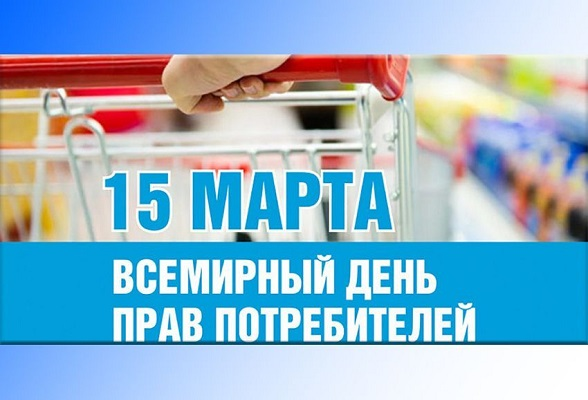 15 МАРТА
ВСЕМИРНЫЙ ДЕНЬ
ПРАВ ПОТРЕБИТЕЛЕЙ